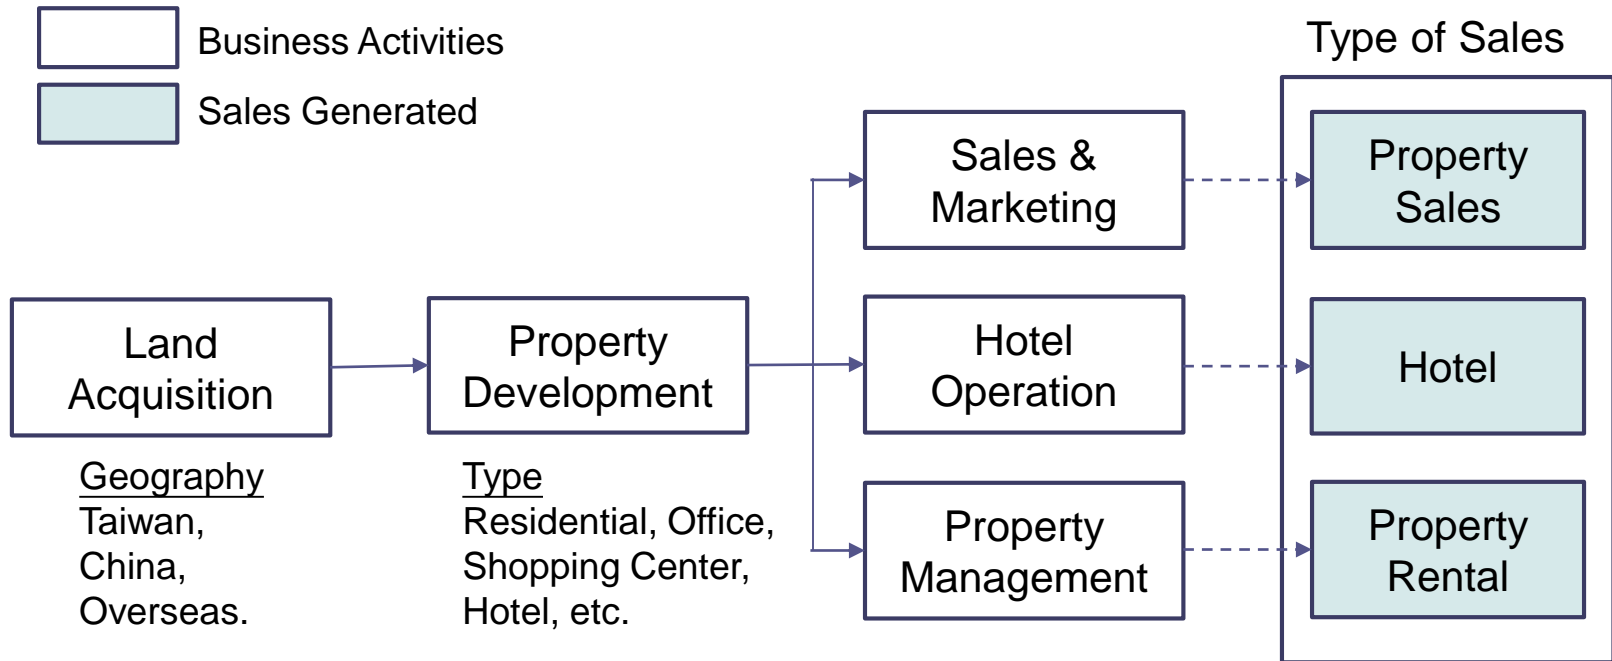 Business Activities
Sales Generated
Type of Sales
Land
Acquisition
Geography
Taiwan,
China,
Overseas.
Property
Development
Type
Residential, Office,
Shopping Center,
Hotel, etc.
Sales &
Marketing
Hotel
Operation
Property
Management
Property
Sales
Hotel
Property
Rental